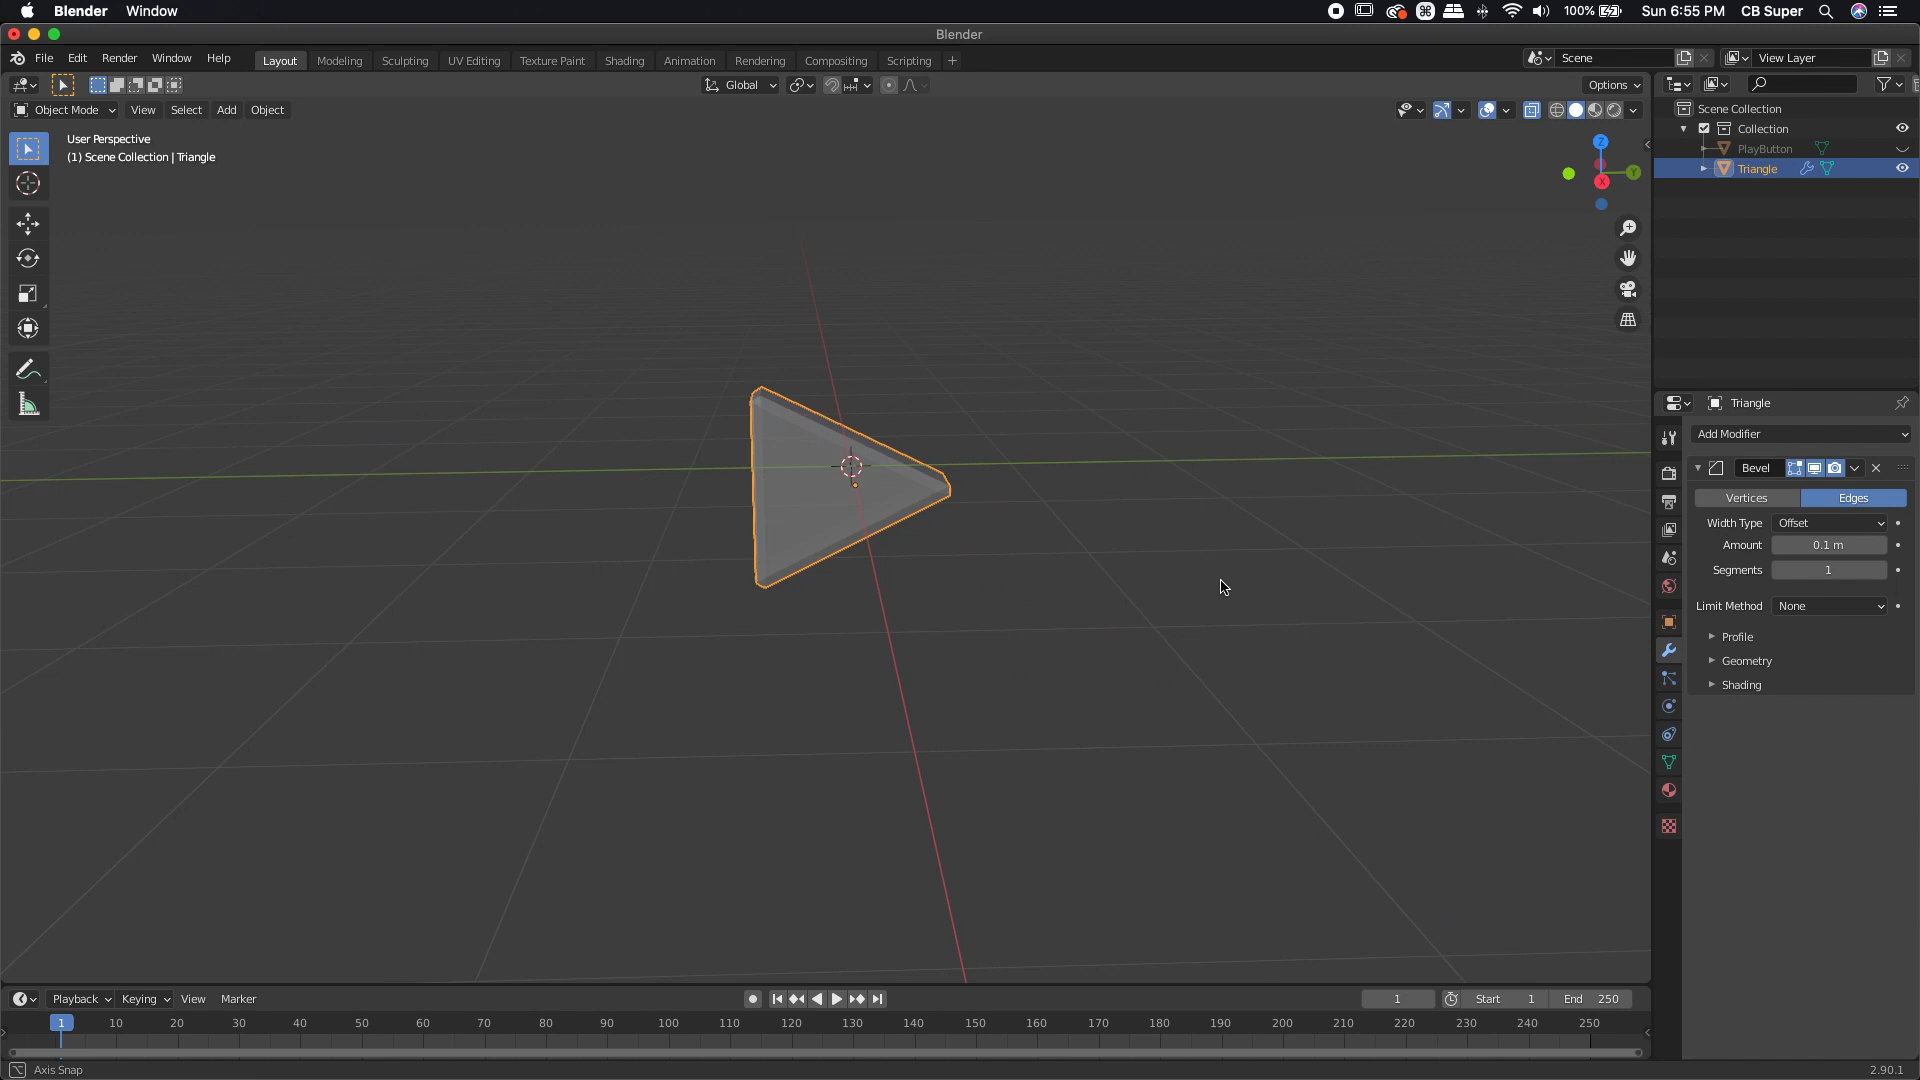 Blender Window 100% Sun 6:55 PM CB Super
Blender
File Edit Render Window Help Layout Modeling Sculpting UV Editing Texture Paint Shading Animation Rendering Compositing Scripting + Scene View Layer
Global Options
Object Mode View Select Add Object
User Perspective
(1) Scene Collection | Triangle
Z
Y
X
Scene Collection
Collection
PlayButton
Triangle
Triangle
Add Modifier
Bevel
Vertices Edges
Width Type Offset
Amount 0.1 m
Segments 1
Limit Method None
Profile
Geometry
Shading
Playback Keying View Marker 1 Start 1 End 250
1 10 20 30 40 50 60 70 80 90 100 110 120 130 140 150 160 170 180 190 200 210 220 230 240 250
Axis Snap 2.90.1